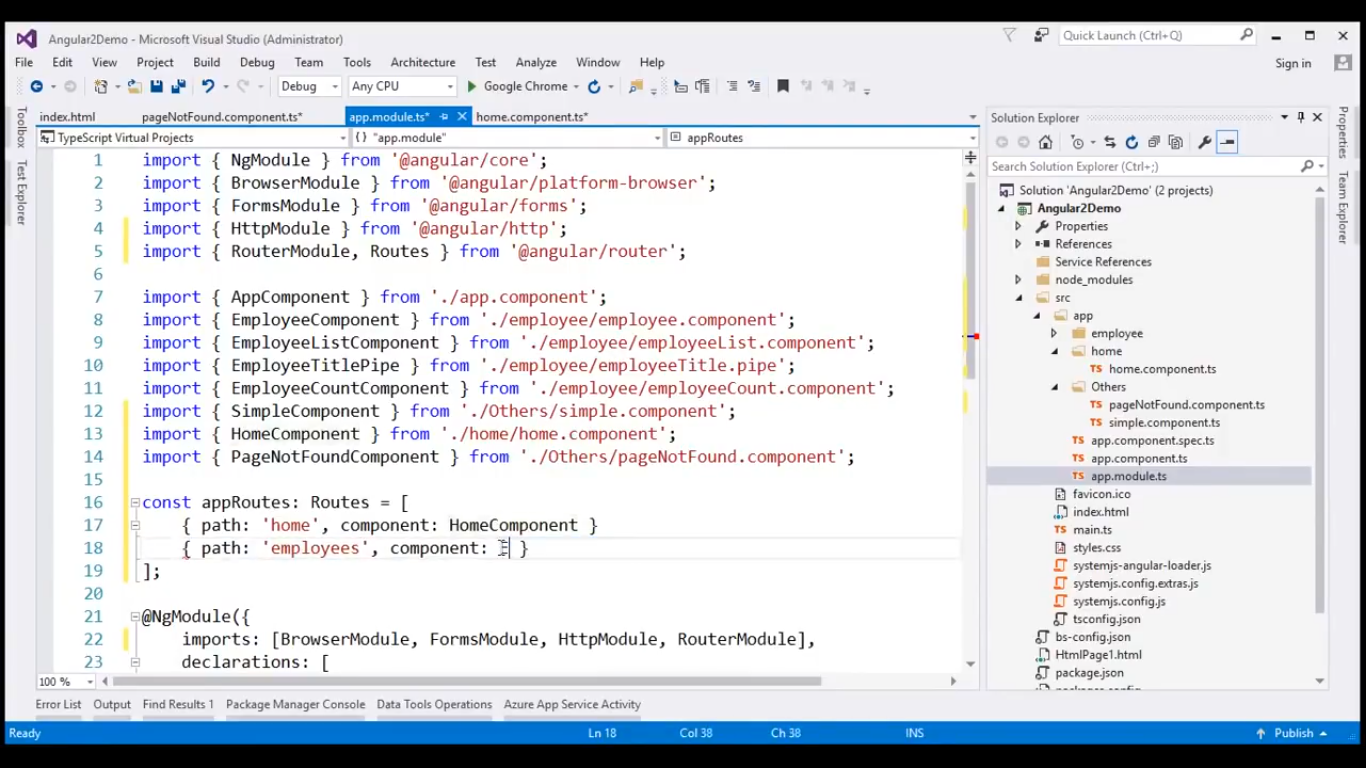 Angular2Demo - Microsoft Visual Studio (Administrator)
Quick Launch (Ctrl+Q)
File Edit View Project Build Debug Team Tools Architecture Test Analyze Window Help
Sign in
Debug Any CPU Google Chrome
index.html pageNotFound.component.ts* app.module.ts* home.component.ts*
TypeScript Virtual Projects {} "app.module" appRoutes
Toolbox
Test Explorer
1 import { NgModule } from '@angular/core';
2 import { BrowserModule } from '@angular/platform-browser';
3 import { FormsModule } from '@angular/forms';
4 import { HttpModule } from '@angular/http';
5 import { RouterModule, Routes } from '@angular/router';
6
7 import { AppComponent } from './app.component';
8 import { EmployeeComponent } from './employee/employee.component';
9 import { EmployeeListComponent } from './employee/employeeList.component';
10 import { EmployeeTitlePipe } from './employee/employeeTitle.pipe';
11 import { EmployeeCountComponent } from './employee/employeeCount.component';
12 import { SimpleComponent } from './Others/simple.component';
13 import { HomeComponent } from './home/home.component';
14 import { PageNotFoundComponent } from './Others/pageNotFound.component';
15
16 const appRoutes: Routes = [
17 { path: 'home', component: HomeComponent }
18 { path: 'employees', component: }
19 ];
20
21 @NgModule({
22 imports: [BrowserModule, FormsModule, HttpModule, RouterModule],
23 declarations: [
100 %
Solution Explorer
Search Solution Explorer (Ctrl+;)
Solution 'Angular2Demo' (2 projects)
Angular2Demo
Properties
References
Service References
node_modules
src
app
employee
home
TS home.component.ts
Others
TS pageNotFound.component.ts
TS simple.component.ts
TS app.component.spec.ts
TS app.component.ts
TS app.module.ts
favicon.ico
index.html
TS main.ts
styles.css
systemjs-angular-loader.js
systemjs.config.extras.js
systemjs.config.js
tsconfig.json
bs-config.json
HtmlPage1.html
package.json
Properties
Team Explorer
Error List Output Find Results 1 Package Manager Console Data Tools Operations Azure App Service Activity
Ready Ln 18 Col 38 Ch 38 INS Publish